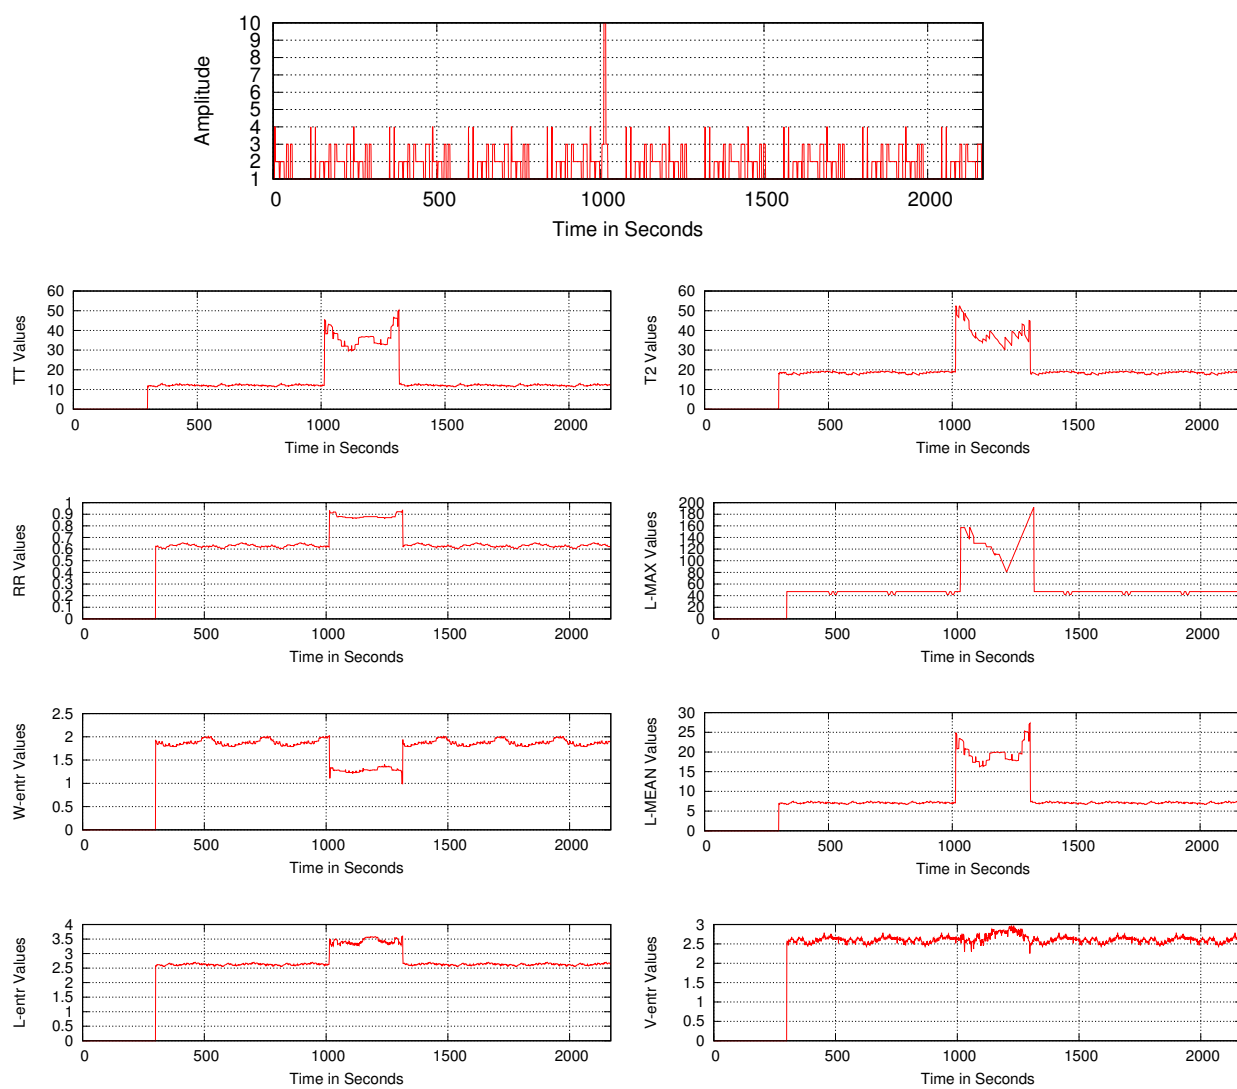 10
9
8
7
6
5
4
3
2
1
Amplitude
0 500 1000 1500 2000
Time in Seconds
60
50
40
30
20
10
0
TT Values
0 500 1000 1500 2000
Time in Seconds
60
50
40
30
20
10
0
T2 Values
0 500 1000 1500 2000
Time in Seconds
1
0.9
0.8
0.7
0.6
0.5
0.4
0.3
0.2
0.1
0
RR Values
0 500 1000 1500 2000
Time in Seconds
200
180
160
140
120
100
80
60
40
20
0
L-MAX Values
0 500 1000 1500 2000
Time in Seconds
2.5
2
1.5
1
0.5
0
W-entr Values
0 500 1000 1500 2000
Time in Seconds
30
25
20
15
10
5
0
L-MEAN Values
0 500 1000 1500 2000
Time in Seconds
4
3.5
3
2.5
2
1.5
1
0.5
0
L-entr Values
0 500 1000 1500 2000
Time in Seconds
3
2.5
2
1.5
1
0.5
0
V-entr Values
0 500 1000 1500 2000
Time in Seconds